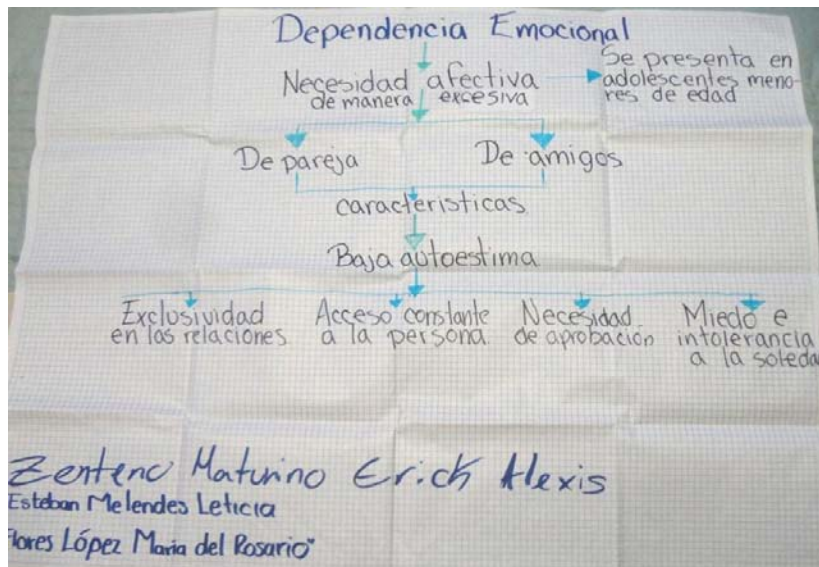 Dependencia Emocional
Necesidad afectiva
de manera excesiva
Se presenta en
adolescentes meno-
res de edad
De pareja
De amigos
caracteristicas
Baja autoestima
Exclusividad
en las relaciones
Acceso constante
a la persona
Necesidad
de aprobación
Miedo e
intolerancia
a la soleda
Zenteno Maturino Erick Alexis
Esteban Melendes Leticia
Flores López Maria del Rosario